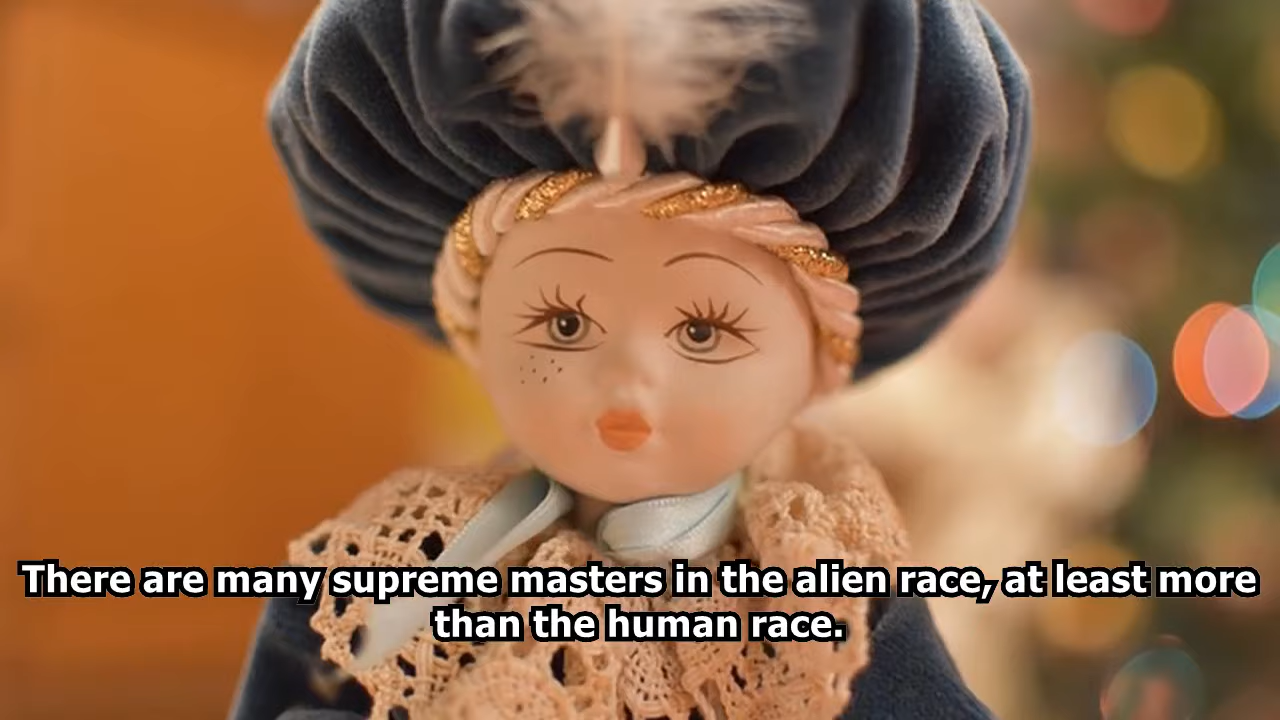 There are many supreme masters in the alien race, at least more
than the human race.